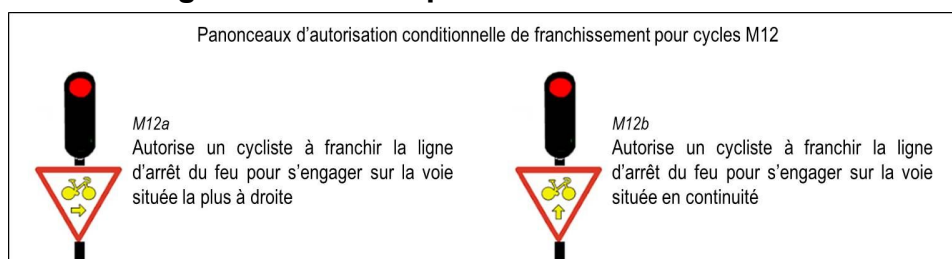 Panonceaux d'autorisation conditionnelle de franchissement pour cycles M12
M12a
Autorise un cycliste à franchir la ligne
d'arrêt du feu pour s'engager sur la voie
située la plus à droite
M12b
Autorise un cycliste à franchir la ligne
d'arrêt du feu pour s'engager sur la voie
située en continuité